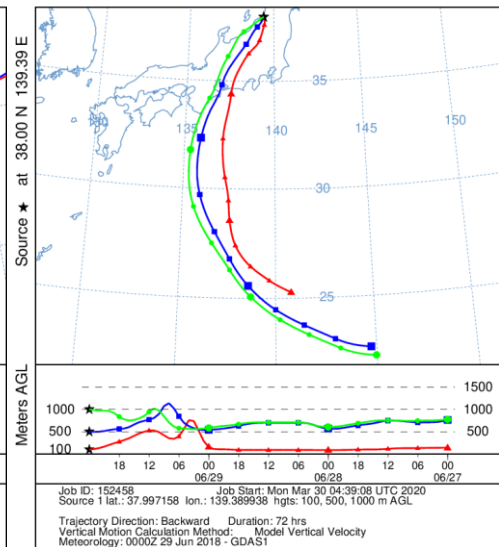 Source ★ at 38.00 N 139.39 E
35
135
140
145
150
30
25
Meters AGL
1500
1000
1000
500
500
100
18 12 06 00 18 12 06 00 18 12 06 00
06/29 06/28 06/27
Job ID: 152458 Job Start: Mon Mar 30 04:39:08 UTC 2020
Source 1 lat.: 37.997158 lon.: 139.389938 hgts: 100, 500, 1000 m AGL
Trajectory Direction: Backward Duration: 72 hrs
Vertical Motion Calculation Method: Model Vertical Velocity
Meteorology: 0000Z 29 Jun 2018 - GDAS1